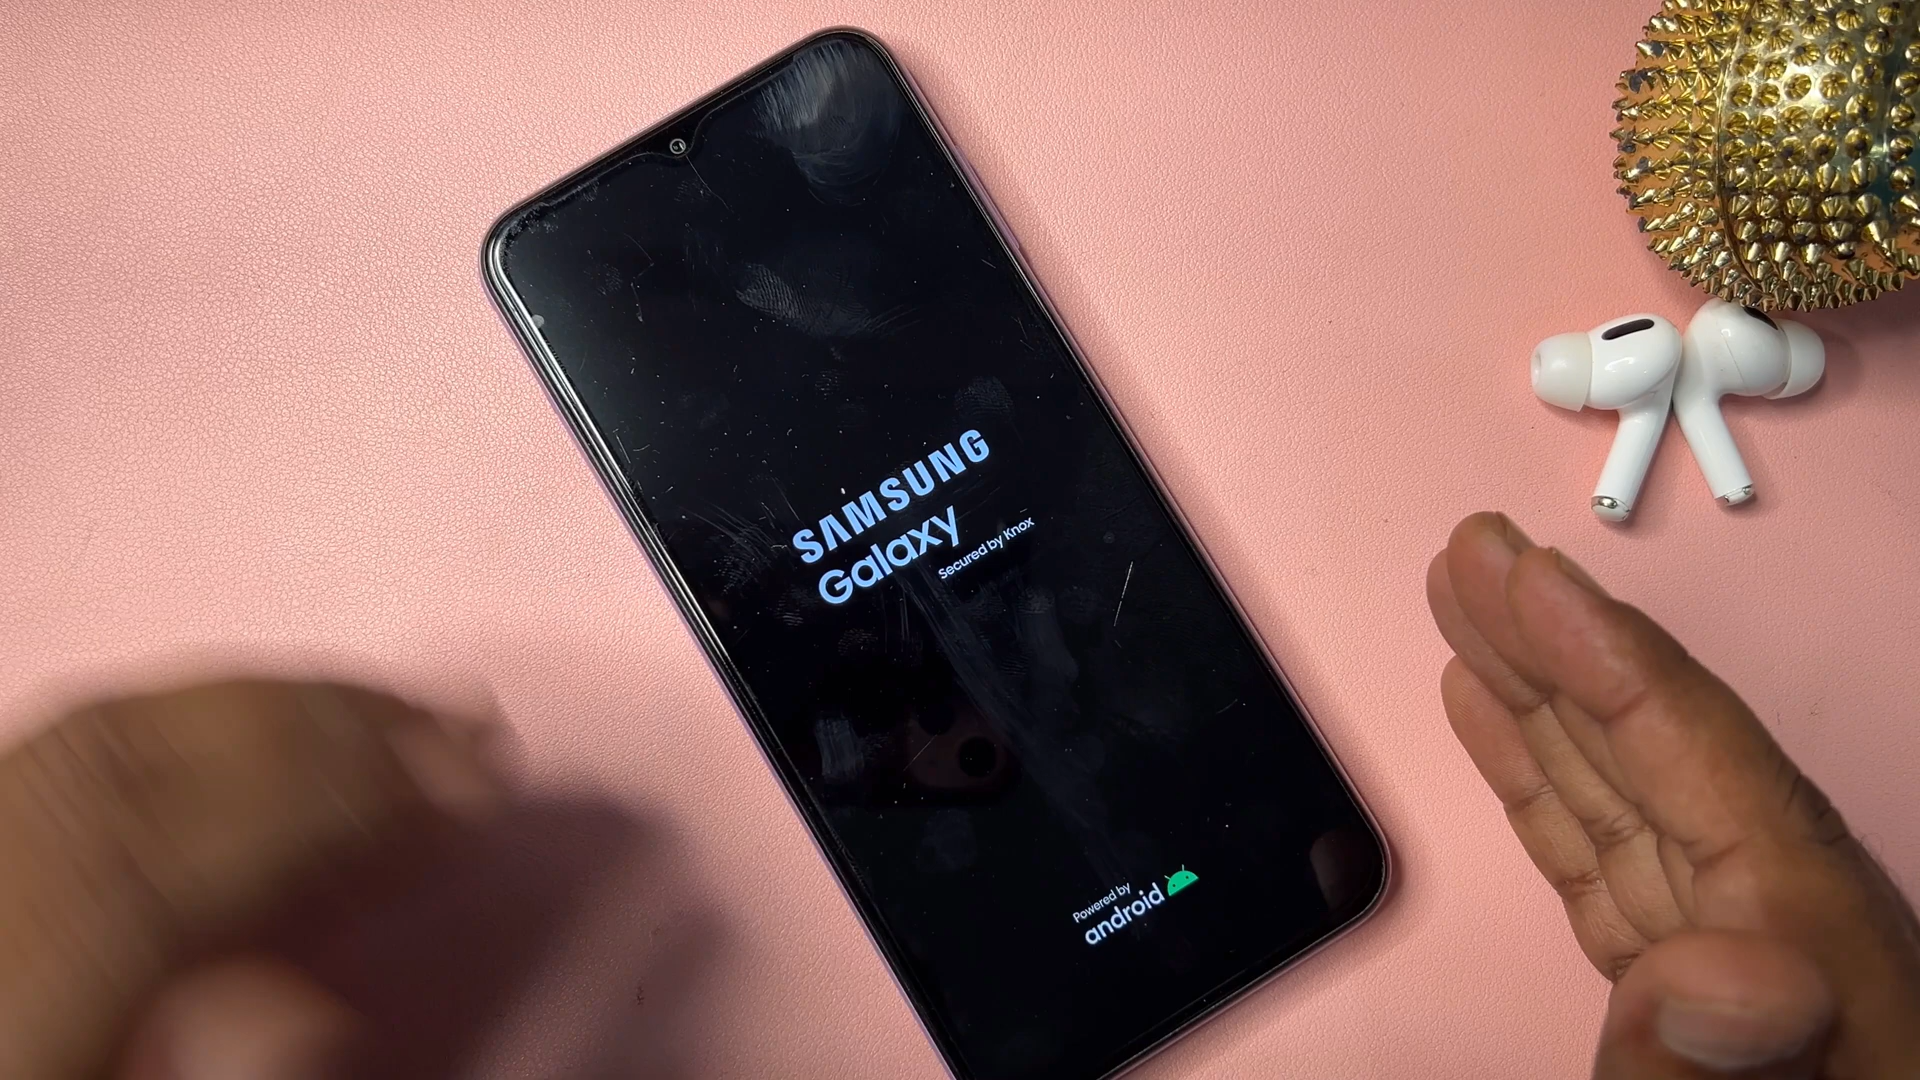 SAMSUNG
Galaxy
Secured by Knox
Powered by
android